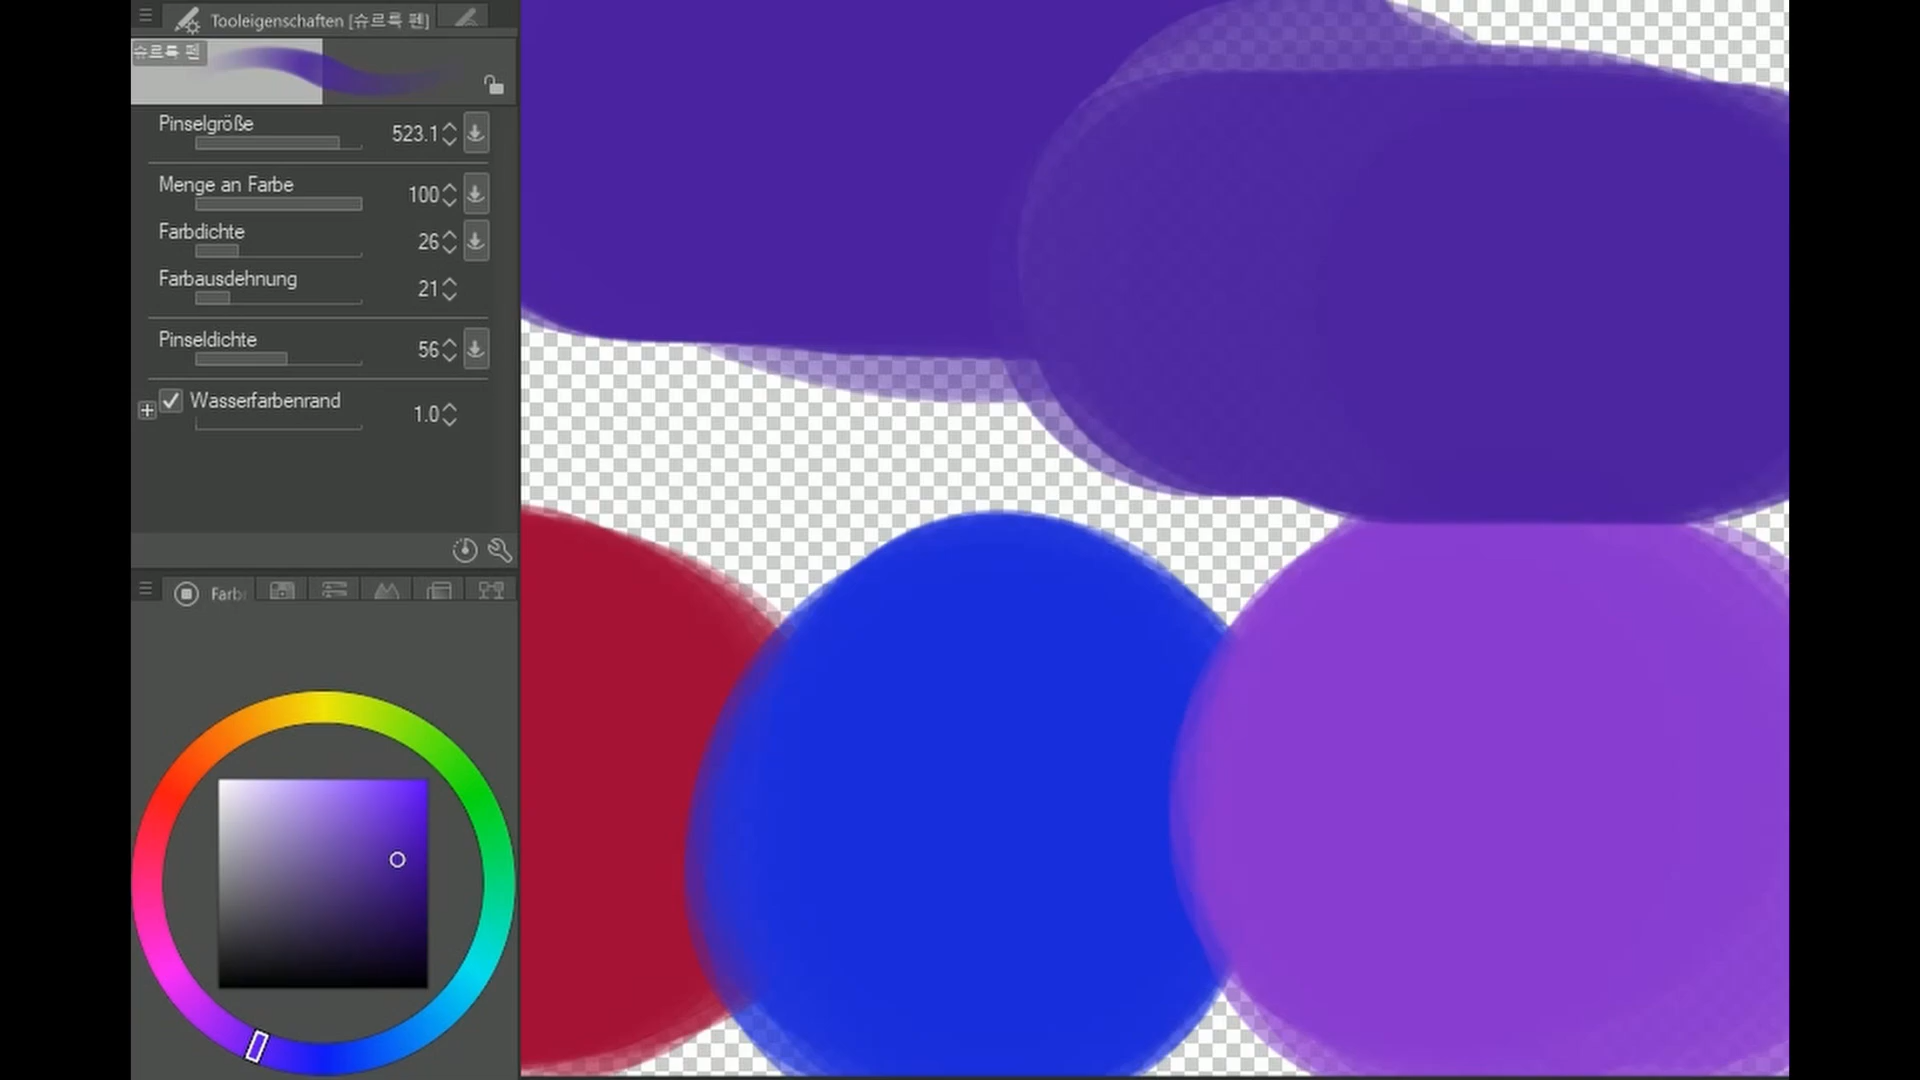 Tooleigenschaften [슈르륵 펜]
슈르륵 펜
Pinselgröße 523.1
Menge an Farbe 100
Farbdichte 26
Farbausdehnung 21
Pinseldichte 56
Wasserfarbenrand 1.0
Farb